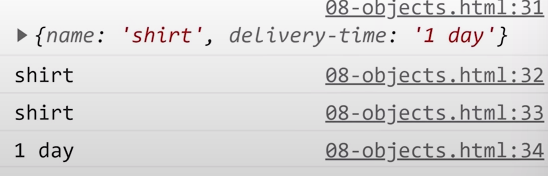 08-objects.html:31
{name: 'shirt', delivery-time: '1 day'}
shirt 08-objects.html:32
shirt 08-objects.html:33
1 day 08-objects.html:34